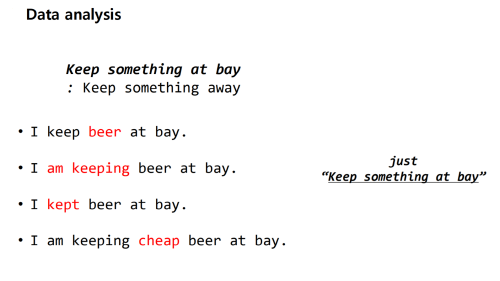 Data analysis
Keep something at bay
: Keep something away
• I keep beer at bay.
• I am keeping beer at bay.
• I kept beer at bay.
• I am keeping cheap beer at bay.
just
“Keep something at bay”